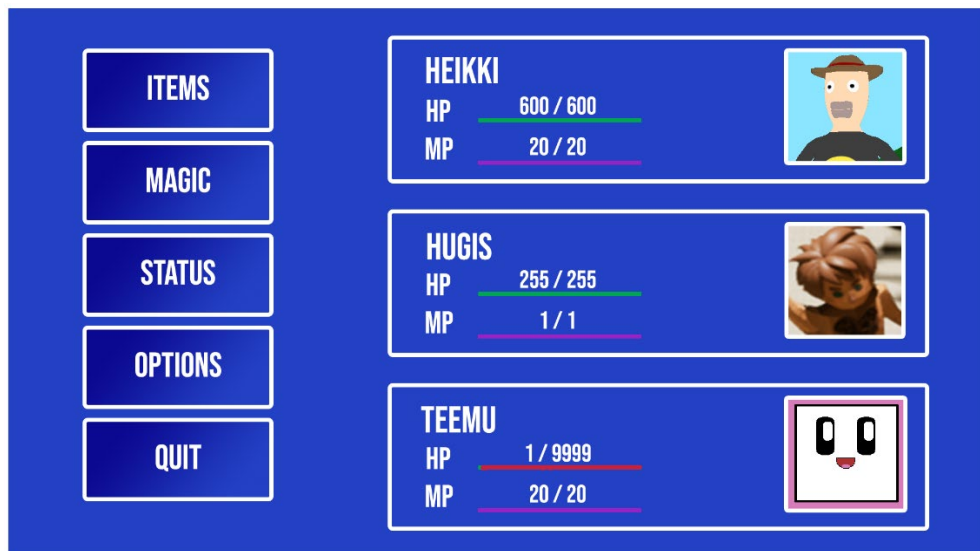 ITEMS
MAGIC
STATUS
OPTIONS
QUIT
HEIKKI
HP 600 / 600
MP 20 / 20
HUGIS
HP 255 / 255
MP 1 / 1
TEEMU
HP 1 / 9999
MP 20 / 20